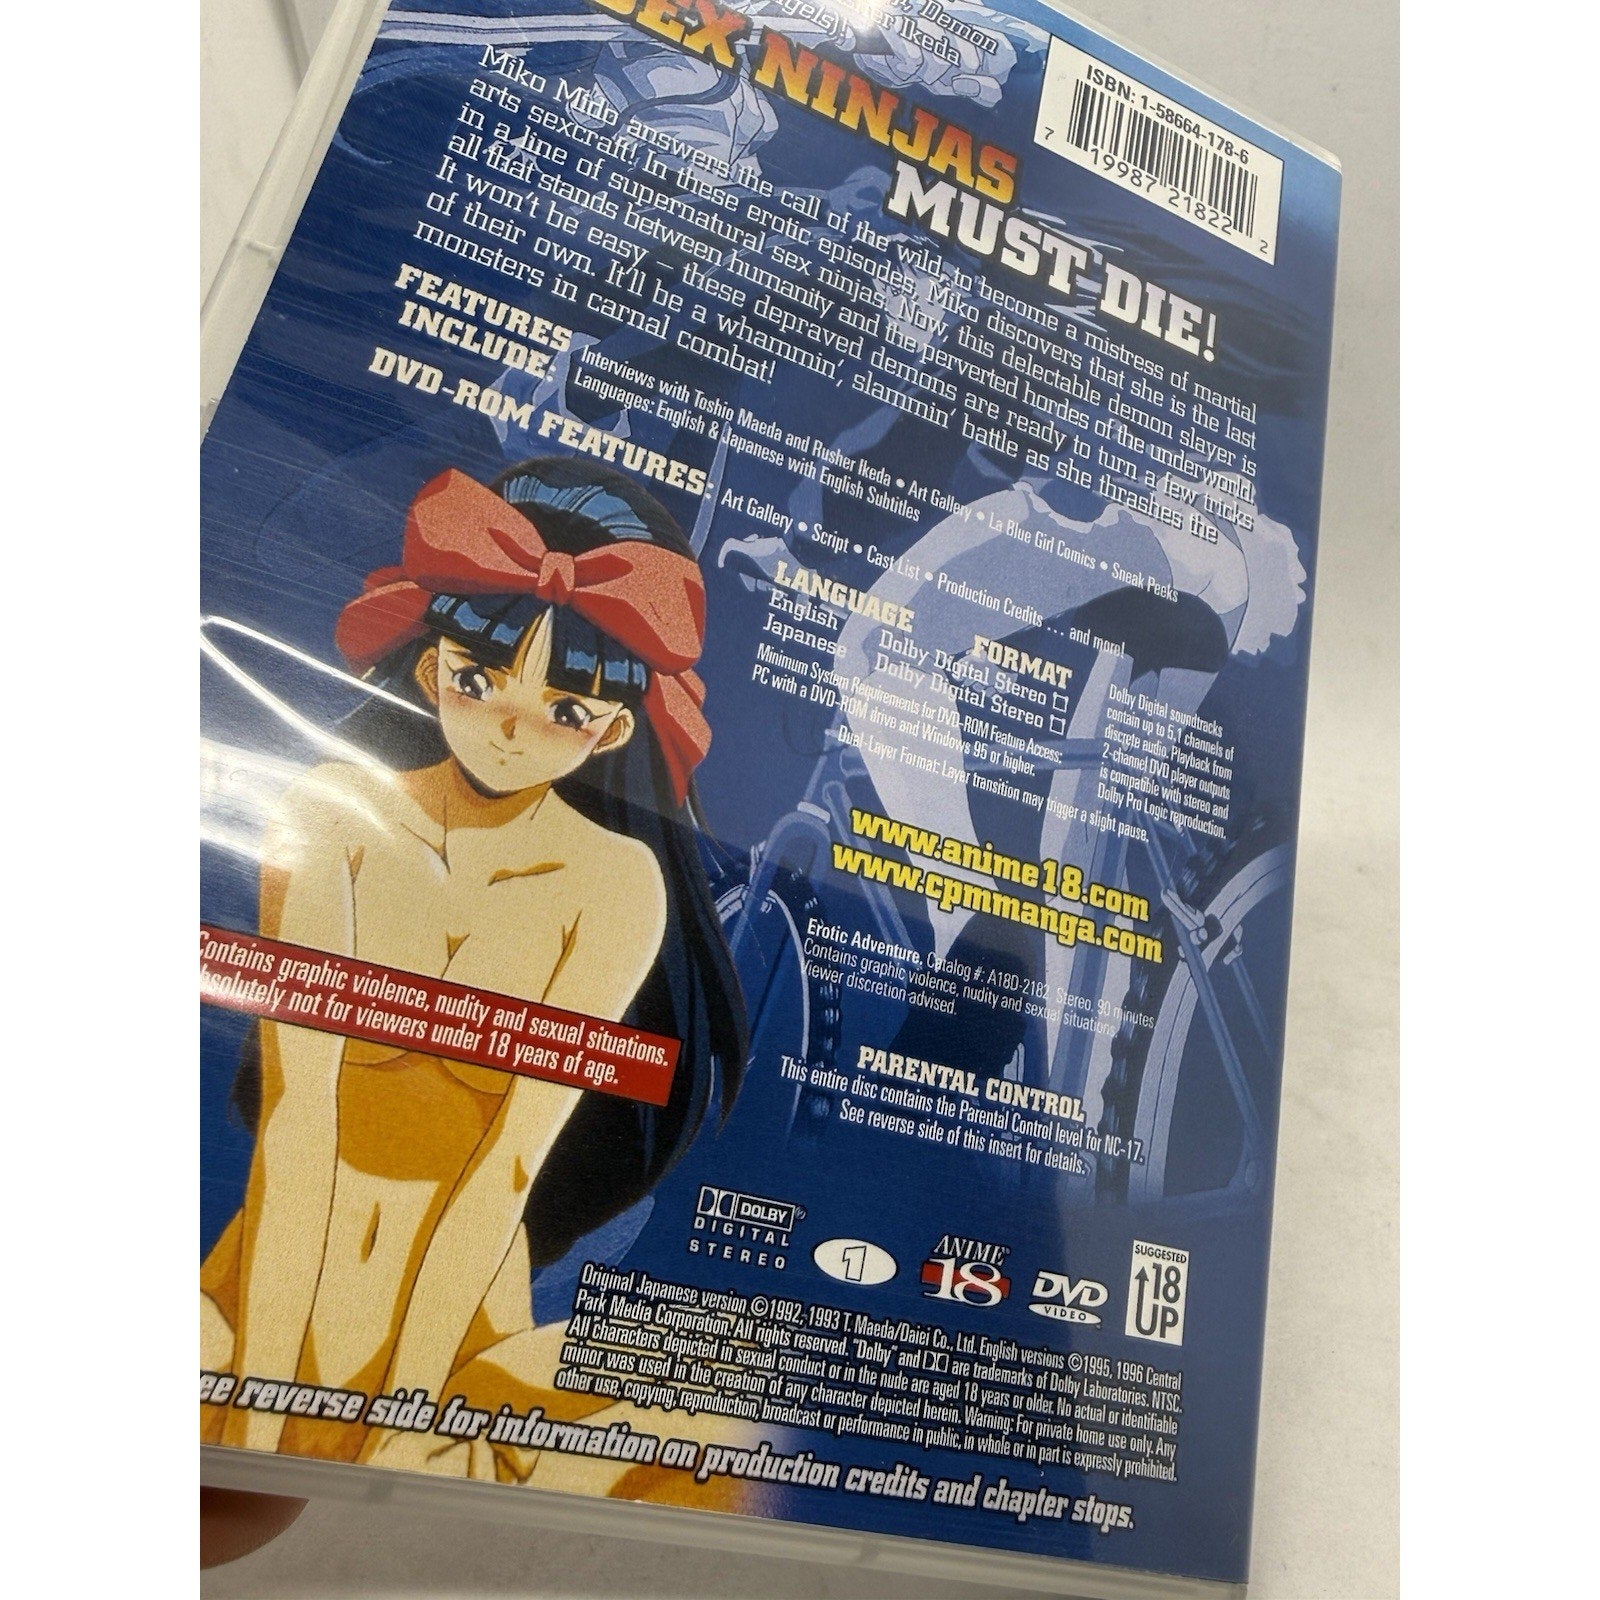 Demon
Ikeda
SEX NINJAS
MUST DIE!
ISBN: 1-58664-178-6
7 19987 21822 2
Miko Mido answers the call of the wild, to become a mistress of martial
arts sexcraft! In these erotic episodes, Miko discovers that she is the last
in a line of supernatural sex ninjas. Now, this delectable demon slayer is
all that stands between humanity and the perverted hordes of the underworld.
It won't be easy – these depraved demons are ready to turn a few tricks
of their own. It'll be a whammin', slammin' battle as she thrashes the
monsters in carnal combat!
FEATURES
INCLUDE:
Interviews with Toshio Maeda and Rusher Ikeda • Art Gallery • La Blue Girl Comics • Sneak Peeks
Languages: English & Japanese with English Subtitles
DVD-ROM FEATURES:
Art Gallery • Script • Cast List • Production Credits ... and more!
LANGUAGE FORMAT
English Dolby Digital Stereo
Japanese Dolby Digital Stereo
Minimum System Requirements for DVD-ROM Feature Access:
PC with a DVD-ROM drive and Windows 95 or higher.
Dual-Layer Format: Layer transition may trigger a slight pause.
Dolby Digital soundtracks
contain up to 5.1 channels of
discrete audio. Playback from
2-channel DVD player outputs
is compatible with stereo and
Dolby Pro Logic reproduction.
www.anime18.com
www.cpmmanga.com
Erotic Adventure. Catalog #: A18D-2182. Stereo. 90 minutes.
Contains graphic violence, nudity and sexual situations.
Viewer discretion advised.
Contains graphic violence, nudity and sexual situations.
Absolutely not for viewers under 18 years of age.
PARENTAL CONTROL
This entire disc contains the Parental Control level for NC-17.
See reverse side of this insert for details.
DOLBY
DIGITAL
STEREO
1
ANIME
18
DVD
VIDEO
SUGGESTED
18
UP
Original Japanese version ©1992, 1993 T. Maeda/Daiei Co., Ltd. English versions ©1995, 1996 Central
Park Media Corporation. All rights reserved. "Dolby" and DD are trademarks of Dolby Laboratories. NTSC.
All characters depicted in sexual conduct or in the nude are aged 18 years or older. No actual or identifiable
minor was used in the creation of any character depicted herein. Warning: For private home use only. Any
other use, copying, reproduction, broadcast or performance in public, in whole or in part is expressly prohibited.
ee reverse side for information on production credits and chapter stops.